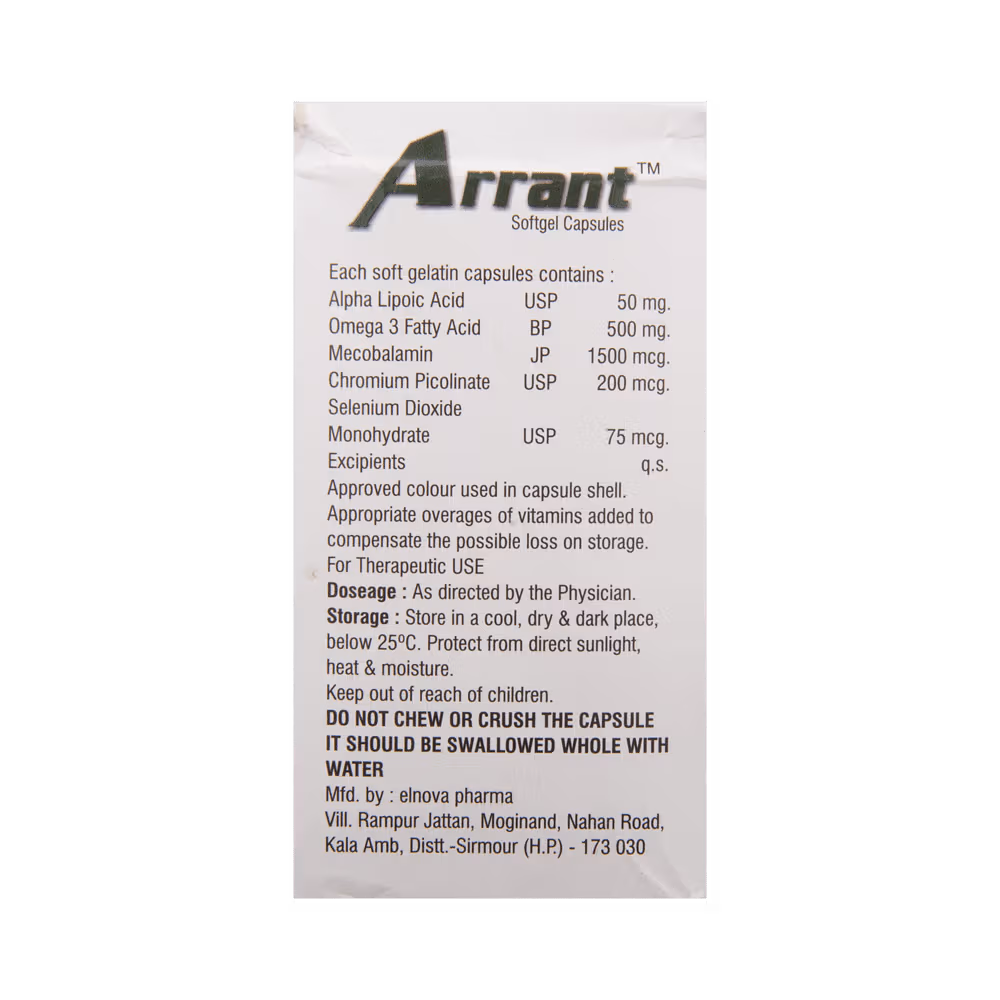 Arrant™
Softgel Capsules
Each soft gelatin capsules contains :
Alpha Lipoic Acid USP 50 mg.
Omega 3 Fatty Acid BP 500 mg.
Mecobalamin JP 1500 mcg.
Chromium Picolinate USP 200 mcg.
Selenium Dioxide
Monohydrate USP 75 mcg.
Excipients q.s.
Approved colour used in capsule shell.
Appropriate overages of vitamins added to
compensate the possible loss on storage.
For Therapeutic USE
Doseage : As directed by the Physician.
Storage : Store in a cool, dry & dark place,
below 25ºC. Protect from direct sunlight,
heat & moisture.
Keep out of reach of children.
DO NOT CHEW OR CRUSH THE CAPSULE
IT SHOULD BE SWALLOWED WHOLE WITH
WATER
Mfd. by : elnova pharma
Vill. Rampur Jattan, Moginand, Nahan Road,
Kala Amb, Distt.-Sirmour (H.P.) - 173 030